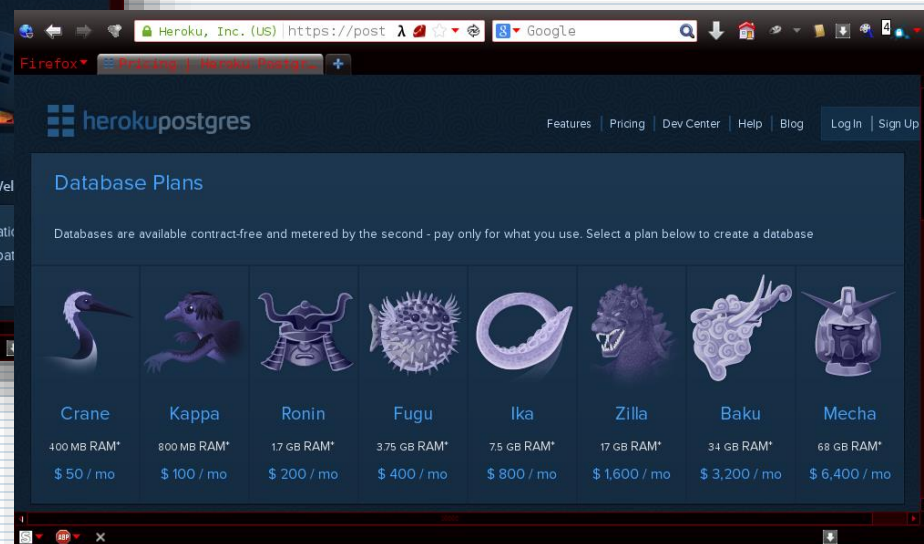 Heroku, Inc. (US) https://post
Google
4
Firefox
Pricing | Heroku Postgr...
herokupostgres
Features | Pricing | Dev Center | Help | Blog
Log In | Sign Up
Database Plans
Databases are available contract-free and metered by the second - pay only for what you use. Select a plan below to create a database
Crane Kappa Ronin Fugu Ika Zilla Baku Mecha
400 MB RAM* 800 MB RAM* 1.7 GB RAM* 3.75 GB RAM* 7.5 GB RAM* 17 GB RAM* 34 GB RAM* 68 GB RAM*
$ 50 / mo $ 100 / mo $ 200 / mo $ 400 / mo $ 800 / mo $ 1,600 / mo $ 3,200 / mo $ 6,400 / mo
ABP